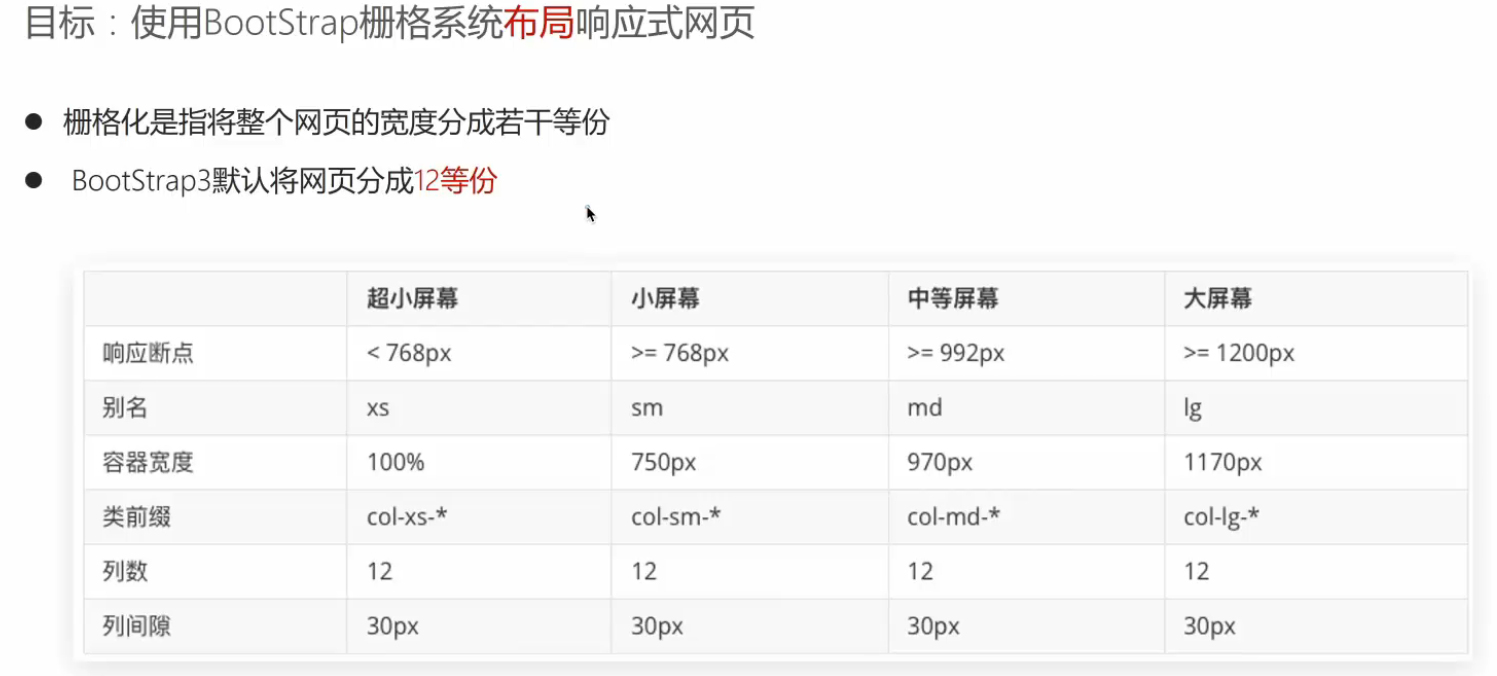 目标：使用BootStrap栅格系统布局响应式网页
● 栅格化是指将整个网页的宽度分成若干等份
● BootStrap3默认将网页分成12等份
超小屏幕 小屏幕 中等屏幕 大屏幕
响应断点 < 768px >= 768px >= 992px >= 1200px
别名 xs sm md lg
容器宽度 100% 750px 970px 1170px
类前缀 col-xs-* col-sm-* col-md-* col-lg-*
列数 12 12 12 12
列间隙 30px 30px 30px 30px